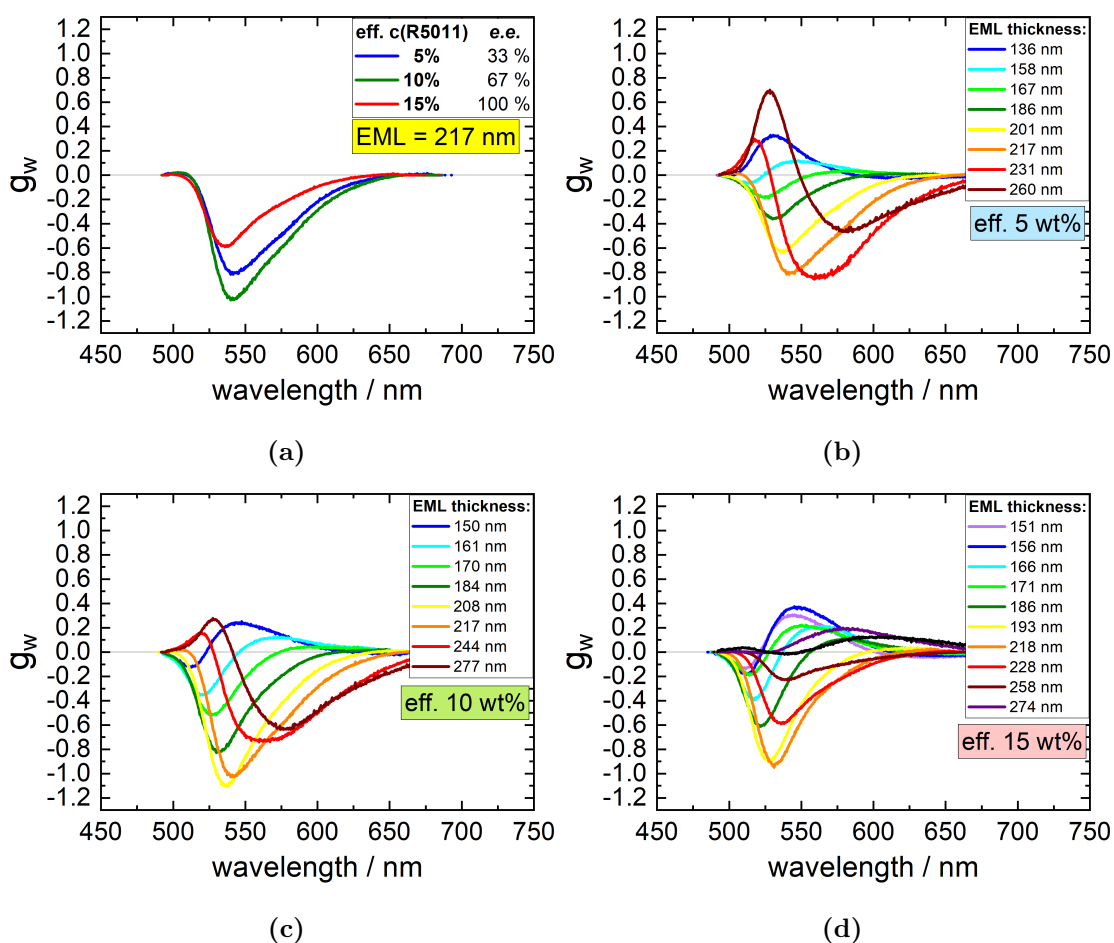 eff. c(R5011) e.e.
5% 33 %
10% 67 %
15% 100 %
EML = 217 nm
1.2
1.0
0.8
0.6
0.4
0.2
0.0
-0.2
-0.4
-0.6
-0.8
-1.0
-1.2
gw
450 500 550 600 650 700 750
wavelength / nm
(a)
EML thickness:
136 nm
158 nm
167 nm
186 nm
201 nm
217 nm
231 nm
260 nm
eff. 5 wt%
1.2
1.0
0.8
0.6
0.4
0.2
0.0
-0.2
-0.4
-0.6
-0.8
-1.0
-1.2
gw
450 500 550 600 650 700 750
wavelength / nm
(b)
EML thickness:
150 nm
161 nm
170 nm
184 nm
208 nm
217 nm
244 nm
277 nm
eff. 10 wt%
1.2
1.0
0.8
0.6
0.4
0.2
0.0
-0.2
-0.4
-0.6
-0.8
-1.0
-1.2
gw
450 500 550 600 650 700 750
wavelength / nm
(c)
EML thickness:
151 nm
156 nm
166 nm
171 nm
186 nm
193 nm
218 nm
228 nm
258 nm
274 nm
eff. 15 wt%
1.2
1.0
0.8
0.6
0.4
0.2
0.0
-0.2
-0.4
-0.6
-0.8
-1.0
-1.2
gw
450 500 550 600 650 700 750
wavelength / nm
(d)